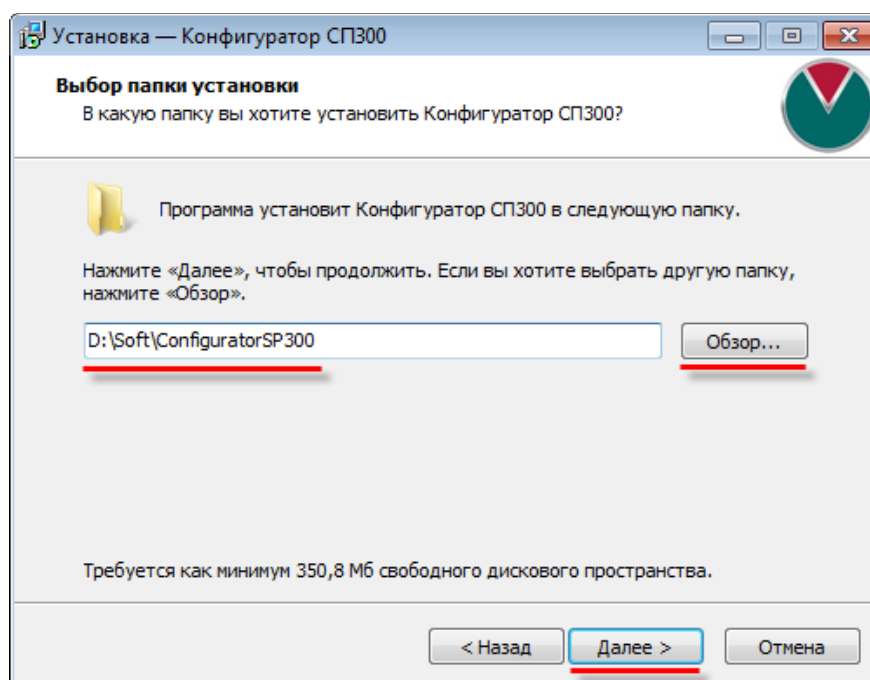 Установка — Конфигуратор СП300
Выбор папки установки
В какую папку вы хотите установить Конфигуратор СП300?
Программа установит Конфигуратор СП300 в следующую папку.
Нажмите «Далее», чтобы продолжить. Если вы хотите выбрать другую папку,
нажмите «Обзор».
D:\Soft\ConfiguratorSP300
Обзор...
Требуется как минимум 350,8 Мб свободного дискового пространства.
< Назад
Далее >
Отмена